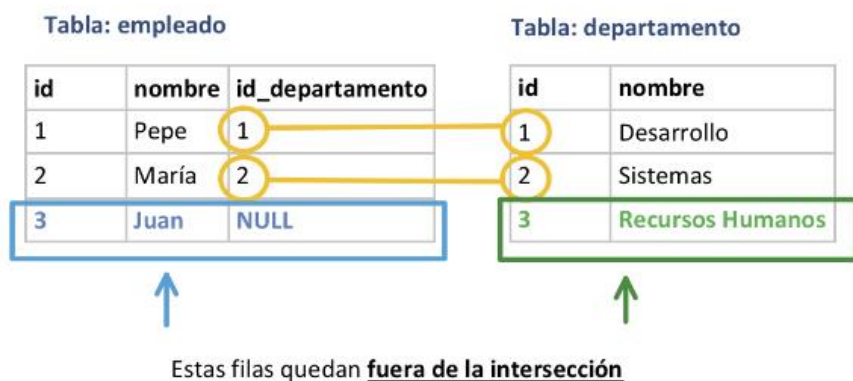 Tabla: empleado
Tabla: departamento
id nombre id_departamento
1 Pepe 1
2 María 2
3 Juan NULL
id nombre
1 Desarrollo
2 Sistemas
3 Recursos Humanos
Estas filas quedan fuera de la intersección